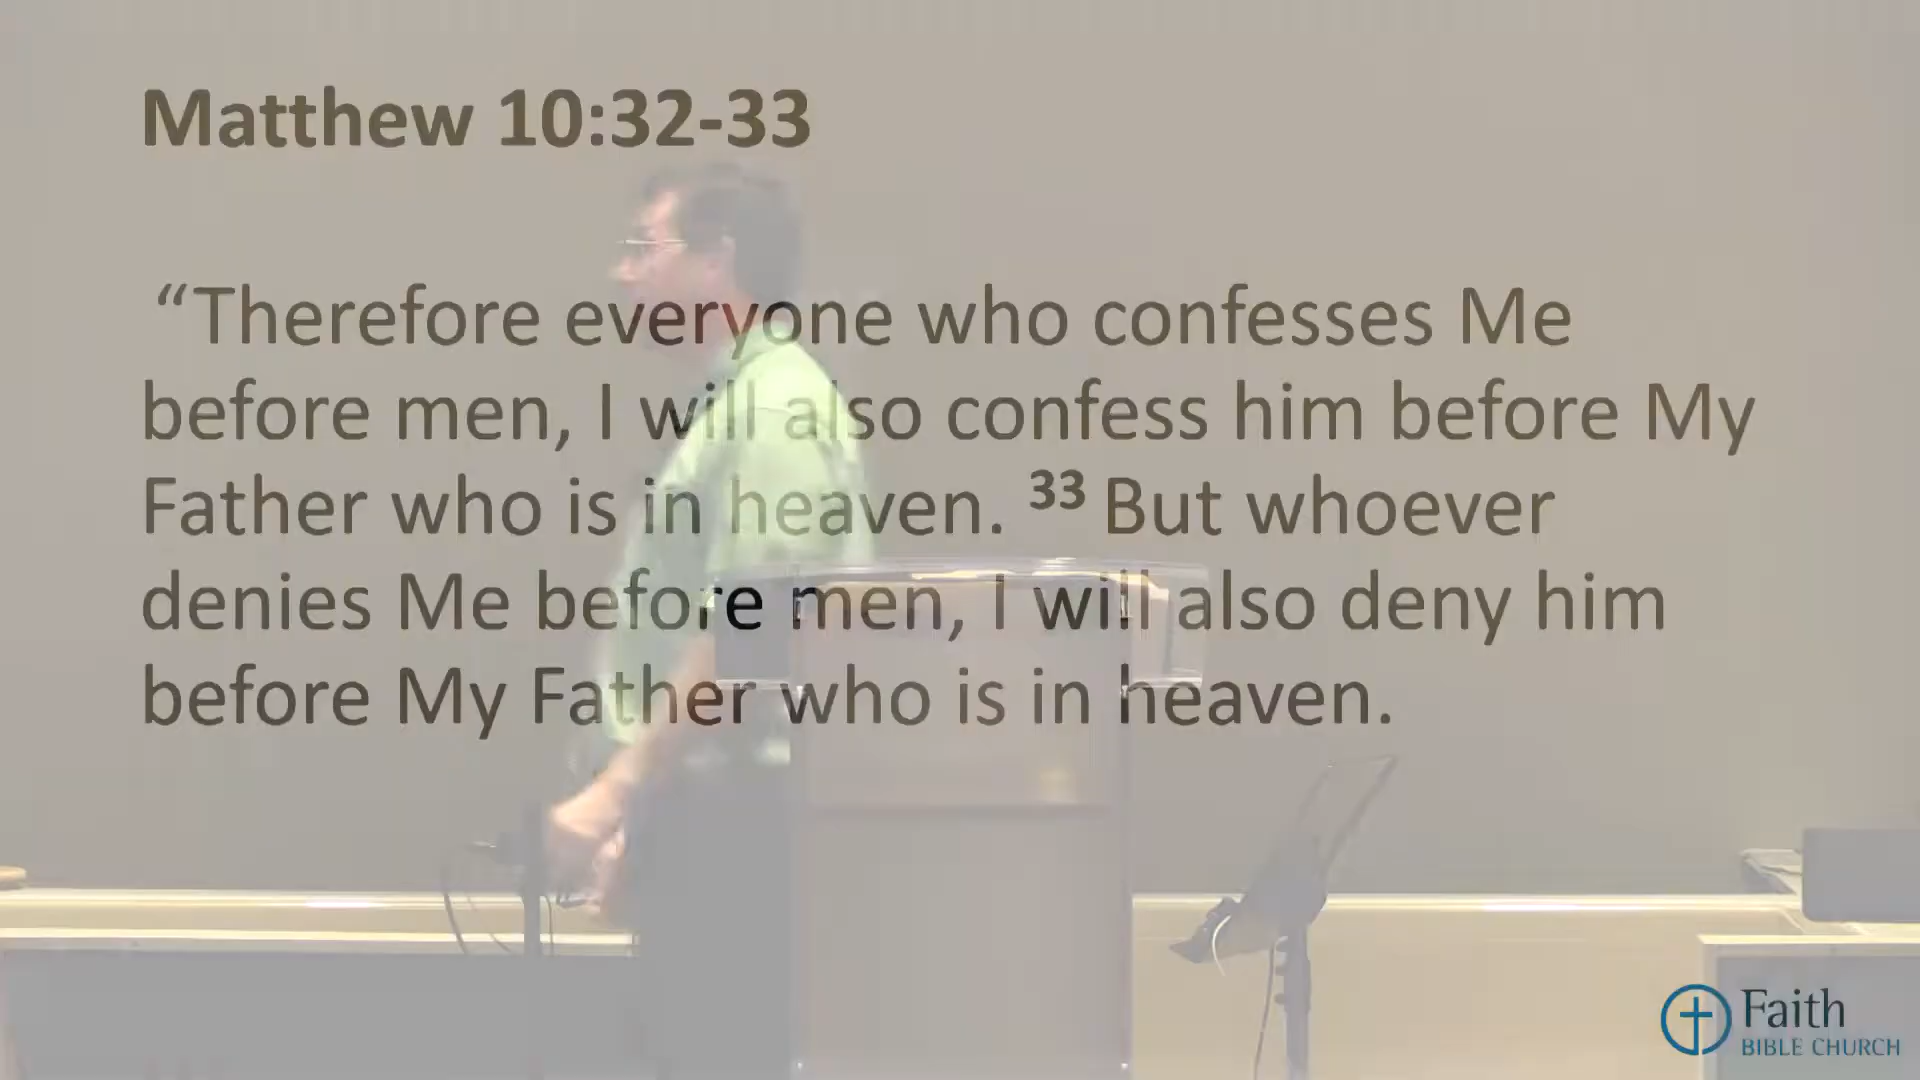 Matthew 10:32-33
“Therefore everyone who confesses Me
before men, I will also confess him before My
Father who is in heaven. 33 But whoever
denies Me before men, I will also deny him
before My Father who is in heaven.
Faith
BIBLE CHURCH